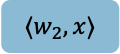 ⟨w₂, x⟩